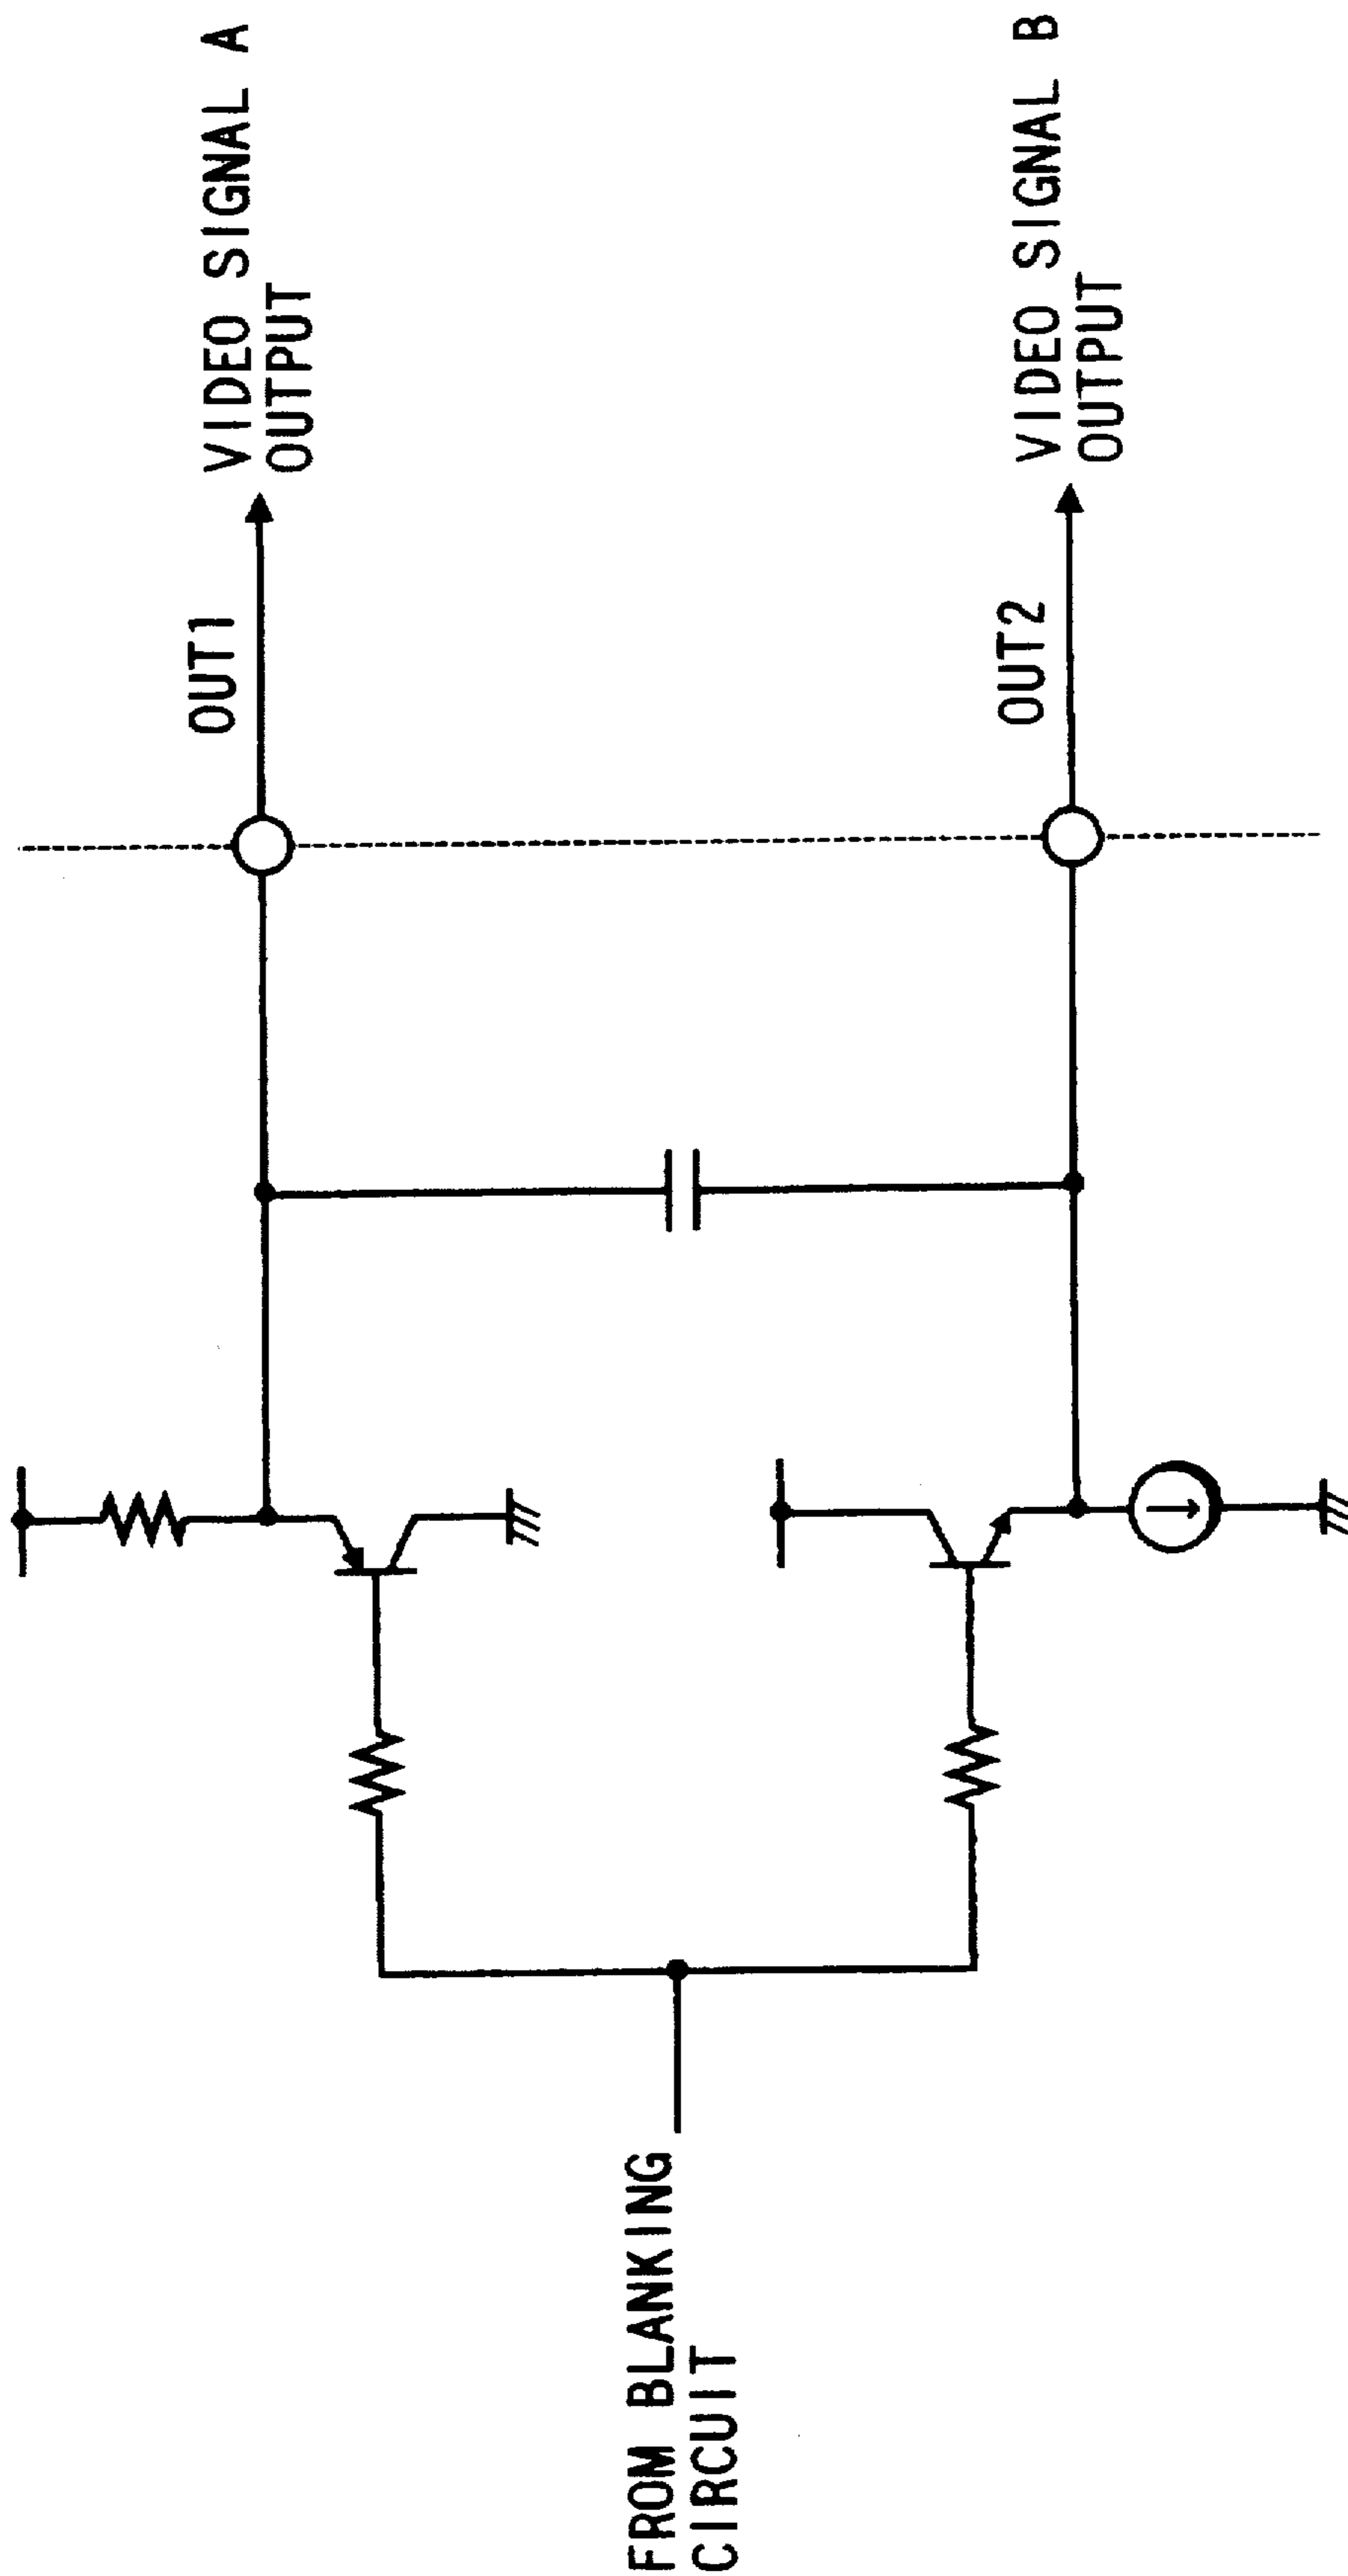 FROM BLANKING
CIRCUIT
OUT1
VIDEO SIGNAL A
OUTPUT
OUT2
VIDEO SIGNAL B
OUTPUT